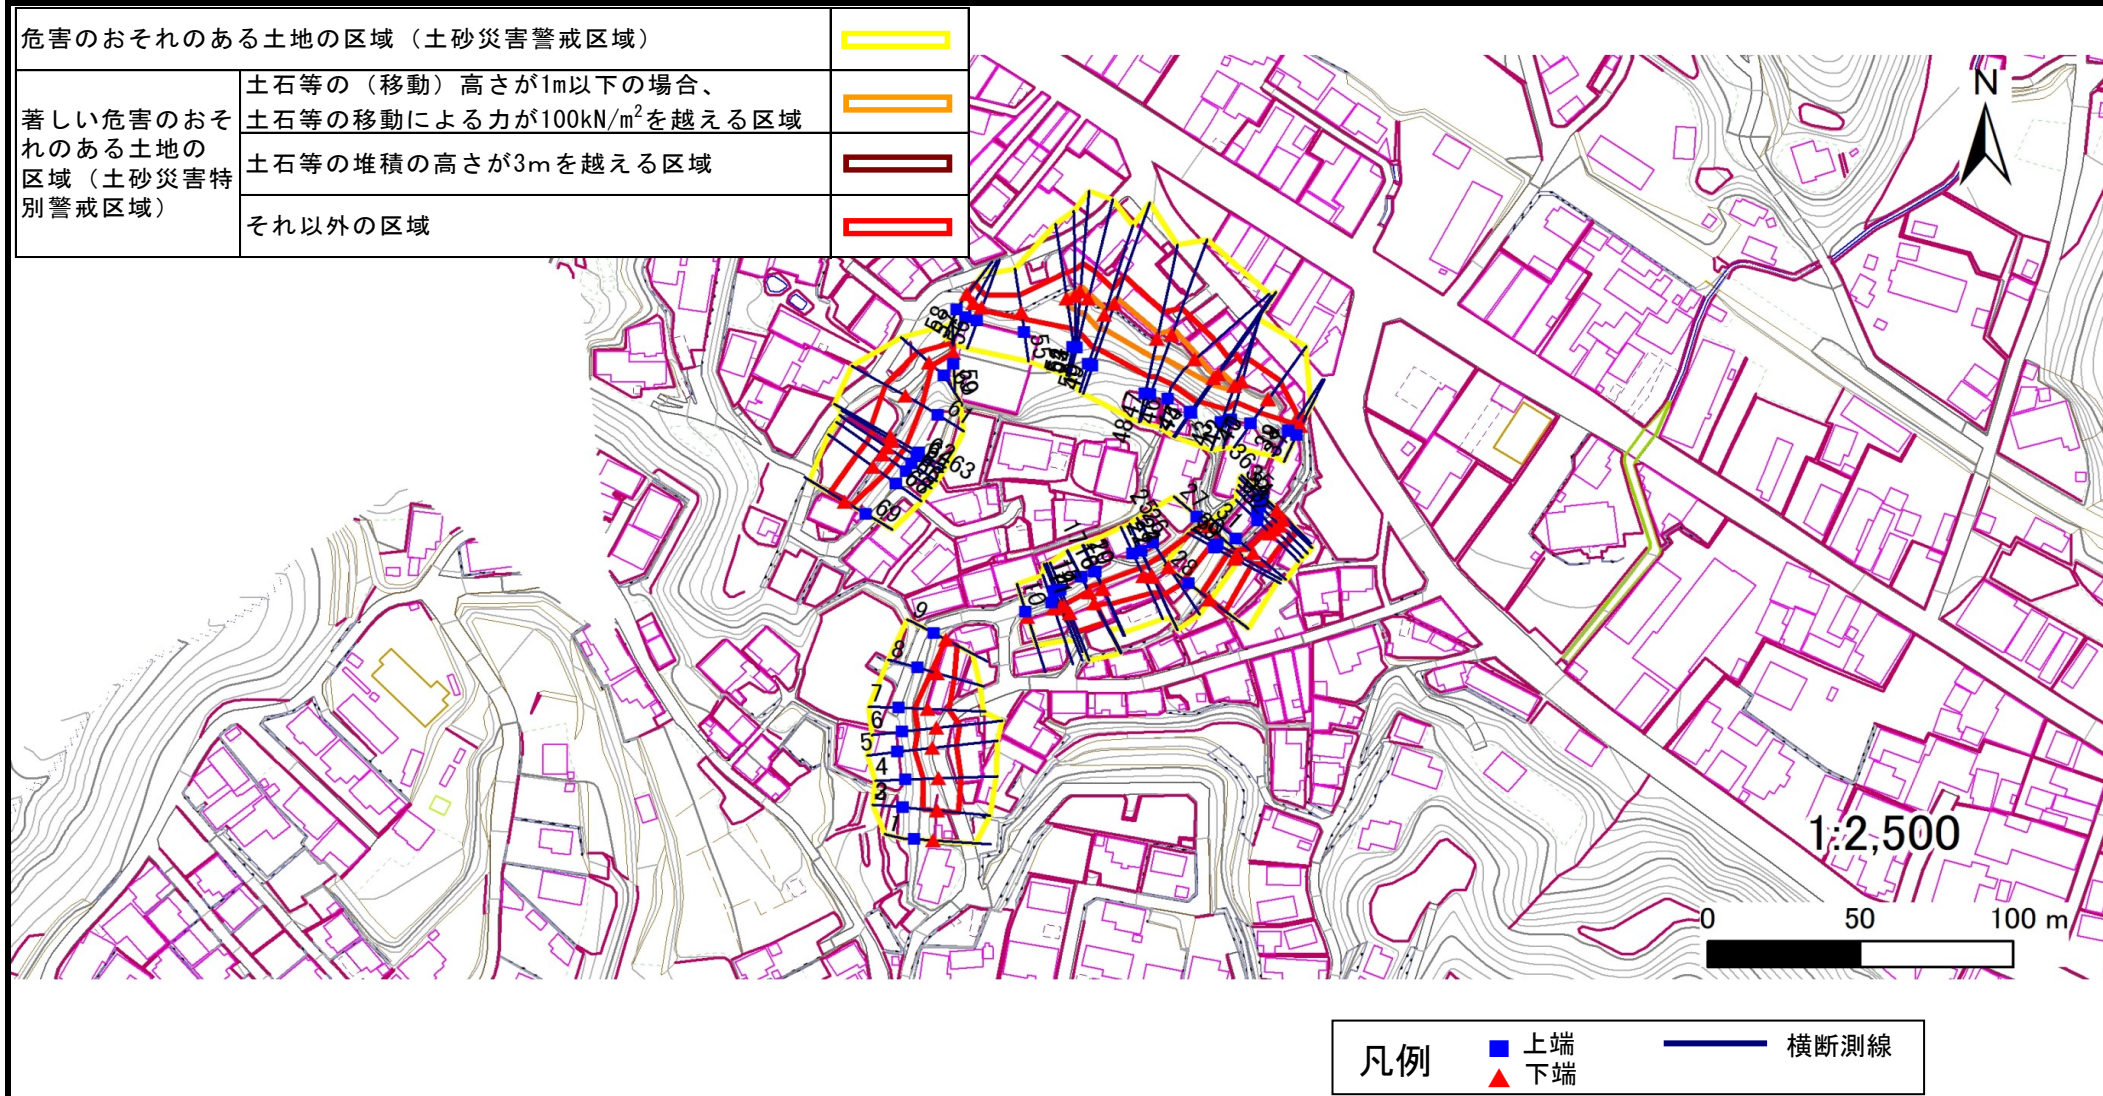 危害のおそれのある土地の区域（土砂災害警戒区域）
著しい危害のおそ
れのある土地の
区域（土砂災害特
別警戒区域）
土石等の（移動）高さが1m以下の場合、
土石等の移動による力が100kN/m²を越える区域
土石等の堆積の高さが3mを越える区域
それ以外の区域
N
55
59
61
63
69
48
47
36
27
28
9
8
7
6
5
4
1
1:2,500
0 50 100 m
凡例
上端
下端
横断測線